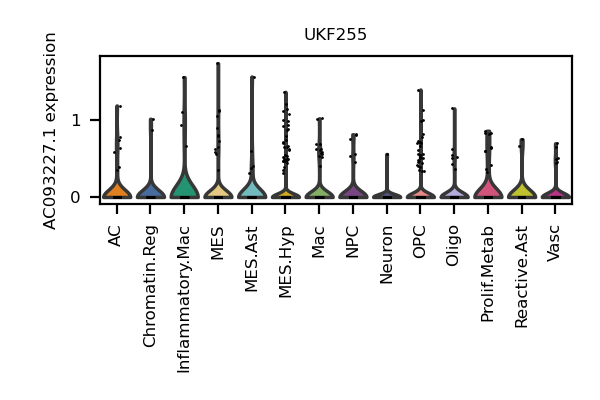 UKF255
AC093227.1 expression
1
0
AC
Chromatin.Reg
Inflammatory.Mac
MES
MES.Ast
MES.Hyp
Mac
NPC
Neuron
OPC
Oligo
Prolif.Metab
Reactive.Ast
Vasc